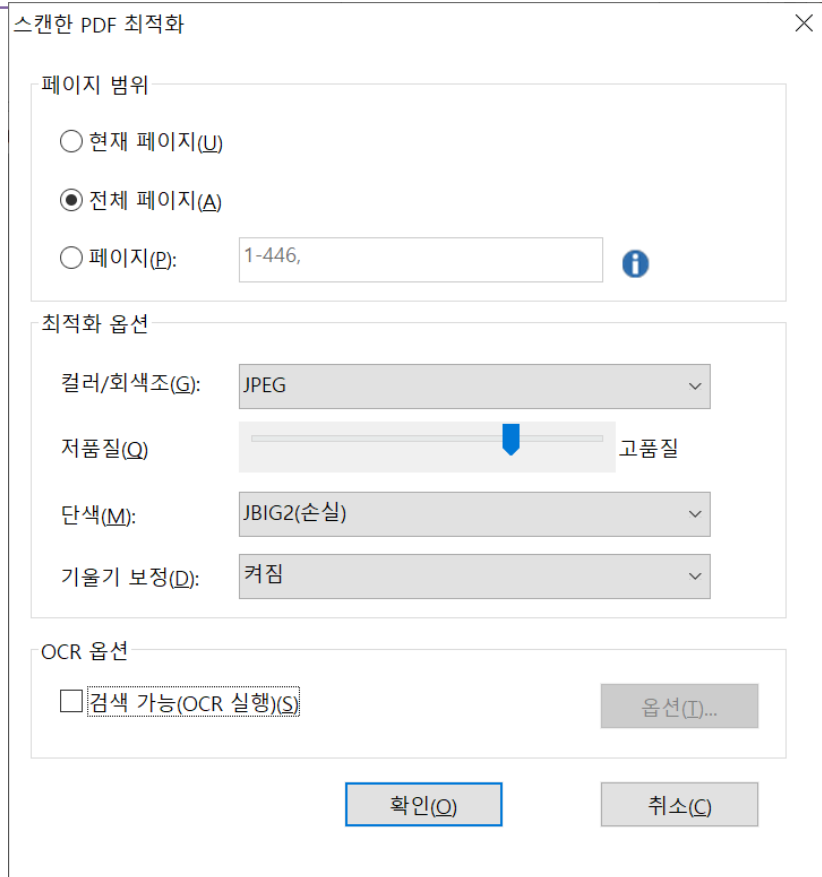 스캔한 PDF 최적화
페이지 범위
현재 페이지(U)
전체 페이지(A)
페이지(P): 1-446,
최적화 옵션
컬러/회색조(G): JPEG
저품질(Q) 고품질
단색(M): JBIG2(손실)
기울기 보정(D): 켜짐
OCR 옵션
검색 가능(OCR 실행)(S) 옵션(T)...
확인(O) 취소(C)